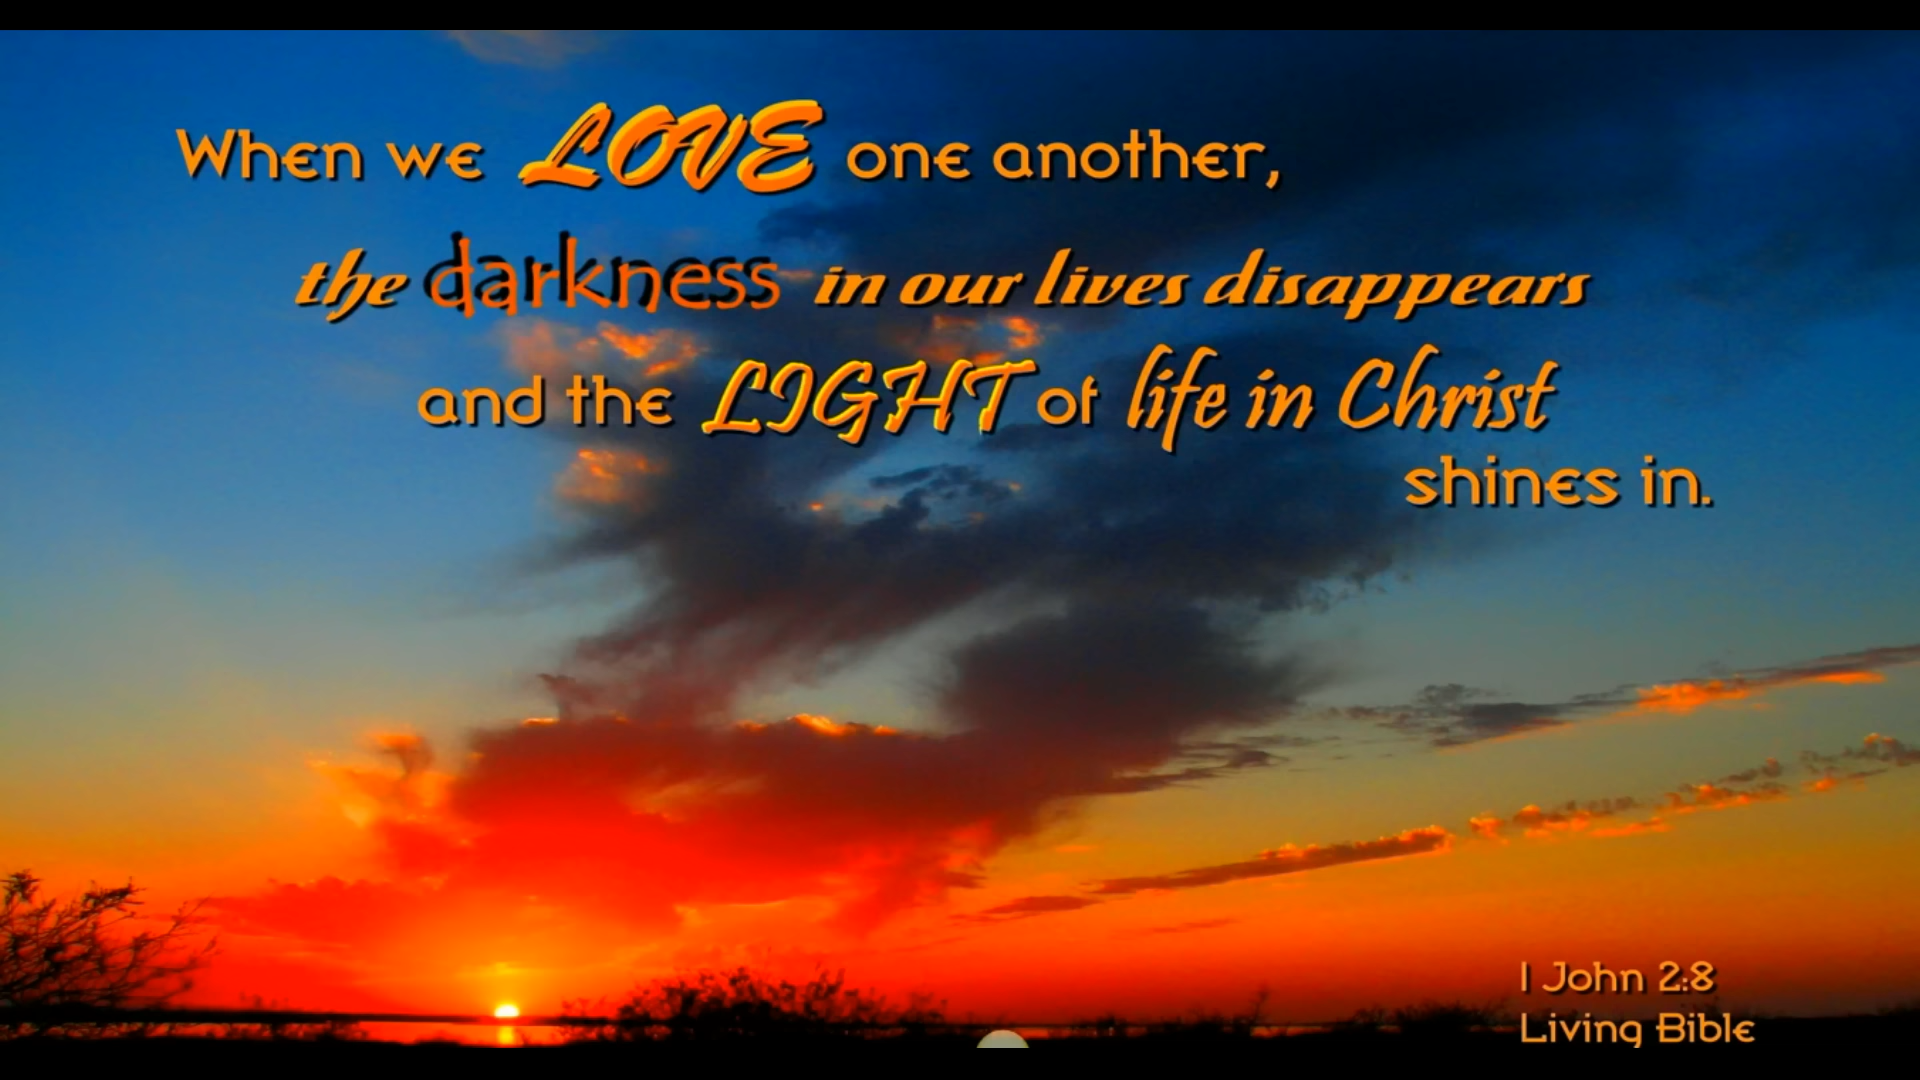 When we LOVE one another,
the darkness in our lives disappears
and the LIGHT of life in Christ
shines in.
1 John 2:8
Living Bible